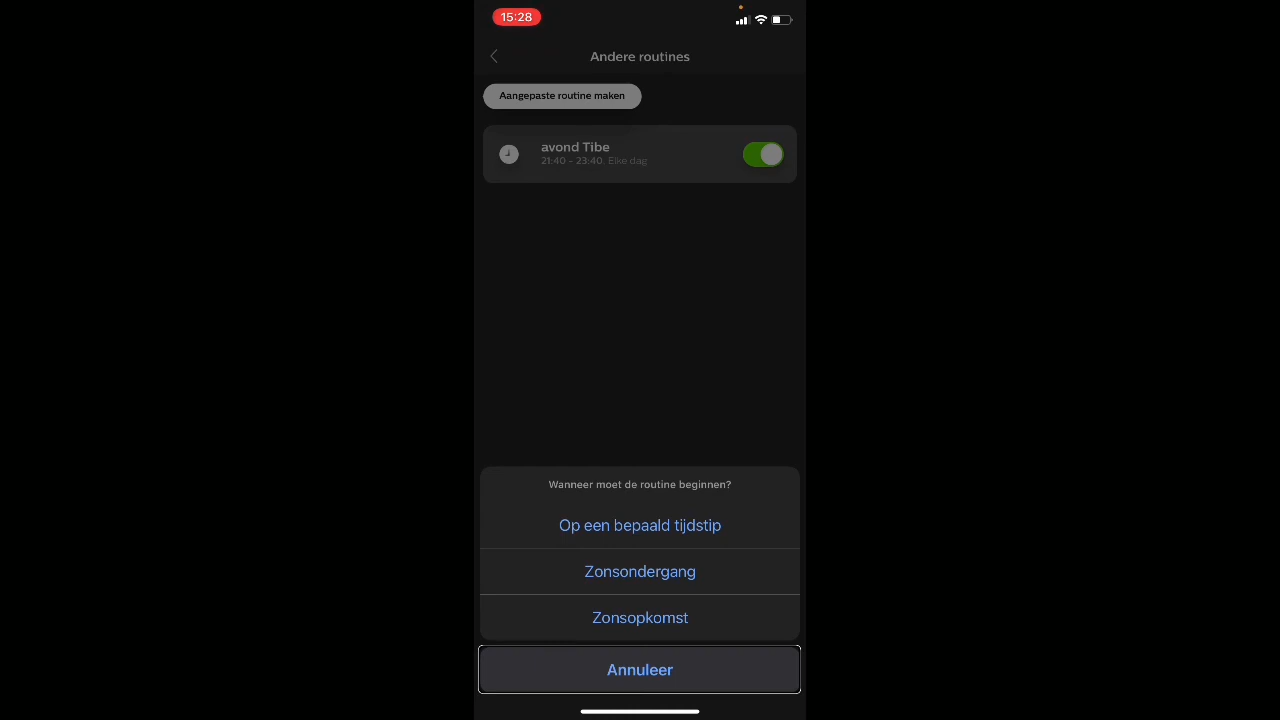 15:28
Andere routines
Aangepaste routine maken
avond Tibe
21:40 – 23:40, Elke dag
Wanneer moet de routine beginnen?
Op een bepaald tijdstip
Zonsondergang
Zonsopkomst
Annuleer